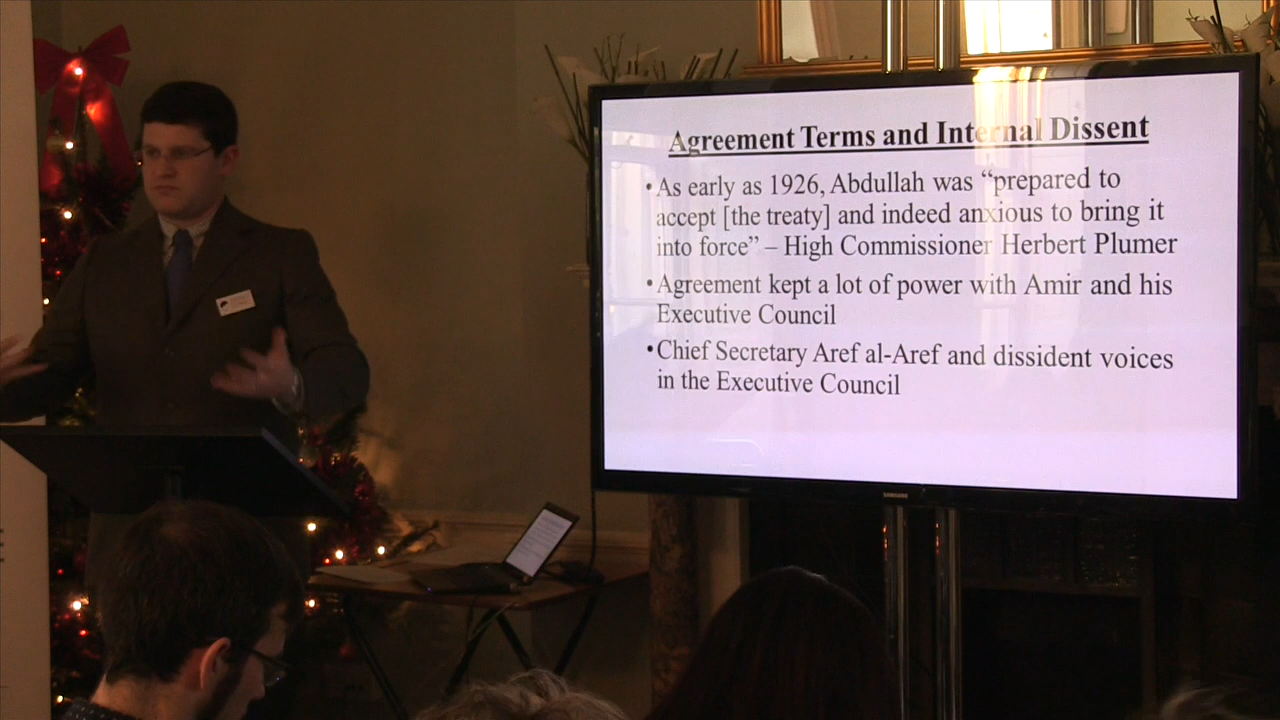 Agreement Terms and Internal Dissent
• As early as 1926, Abdullah was “prepared to
accept [the treaty] and indeed anxious to bring it
into force” – High Commissioner Herbert Plumer
• Agreement kept a lot of power with Amir and his
Executive Council
• Chief Secretary Aref al-Aref and dissident voices
in the Executive Council
SAMSUNG